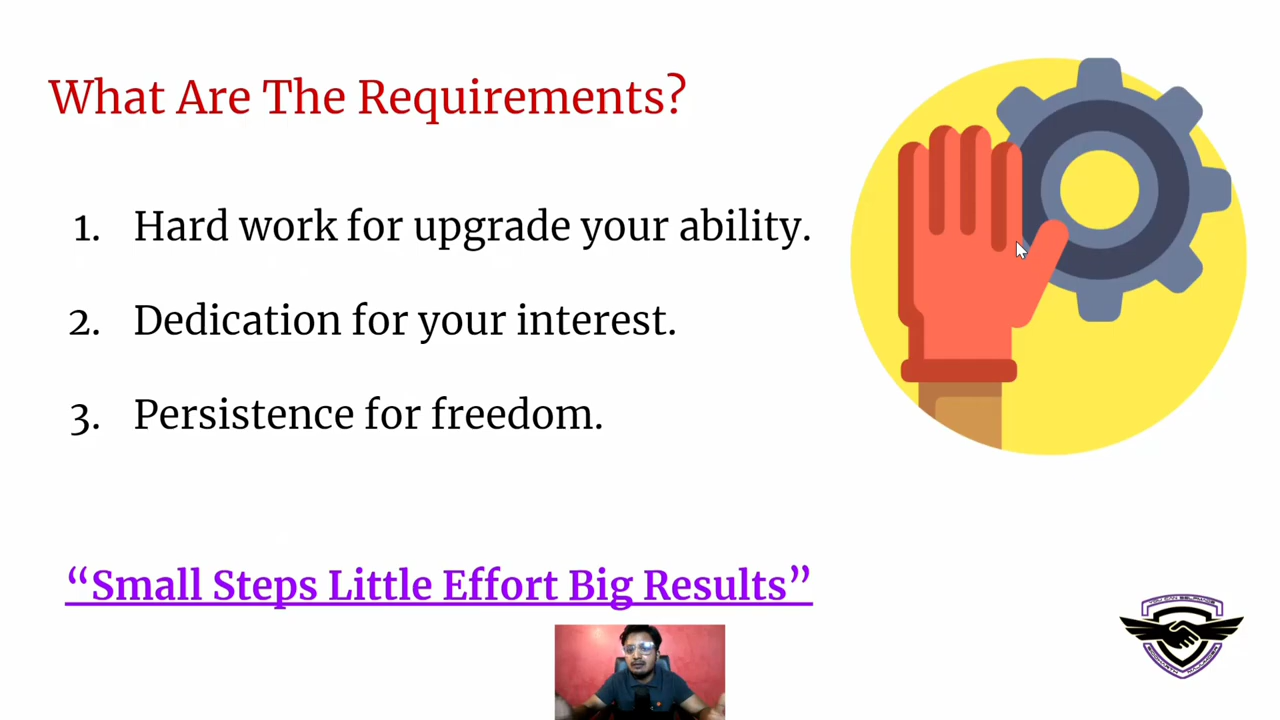 What Are The Requirements?
1. Hard work for upgrade your ability.
2. Dedication for your interest.
3. Persistence for freedom.
“Small Steps Little Effort Big Results”